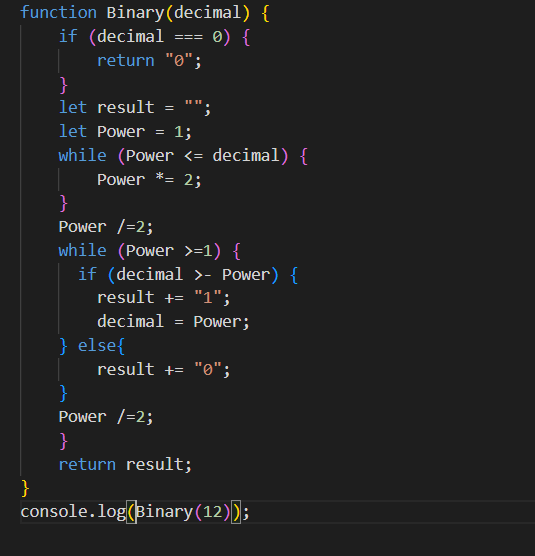 function Binary(decimal) {
    if (decimal === 0) {
        return "0";
    }
    let result = "";
    let Power = 1;
    while (Power <= decimal) {
        Power *= 2;
    }
    Power /=2;
    while (Power >=1) {
      if (decimal >- Power) {
        result += "1";
        decimal = Power;
    } else{
        result += "0";
    }
    Power /=2;
    }
    return result;
}
console.log(Binary(12));